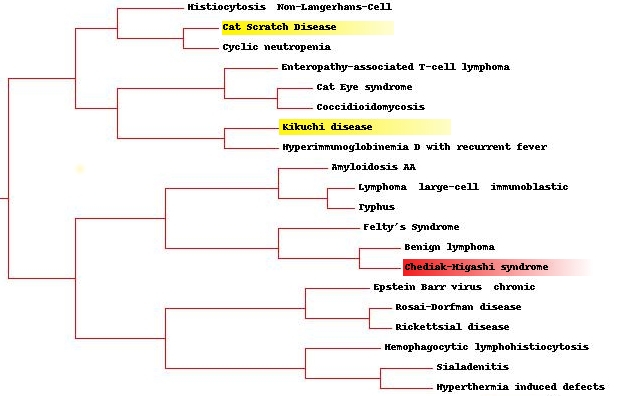 Histiocytosis Non-Langerhans-Cell
Cat Scratch Disease
Cyclic neutropenia
Enteropathy-associated T-cell lymphoma
Cat Eye syndrome
Coccidioidomycosis
Kikuchi disease
Hyperimmunoglobinemia D with recurrent fever
Amyloidosis AA
Lymphoma large-cell immunoblastic
Typhus
Felty's Syndrome
Benign lymphoma
Chediak-Higashi syndrome
Epstein Barr virus chronic
Rosai-Dorfman disease
Rickettsial disease
Hemophagocytic lymphohistiocytosis
Sialadenitis
Hyperthermia induced defects